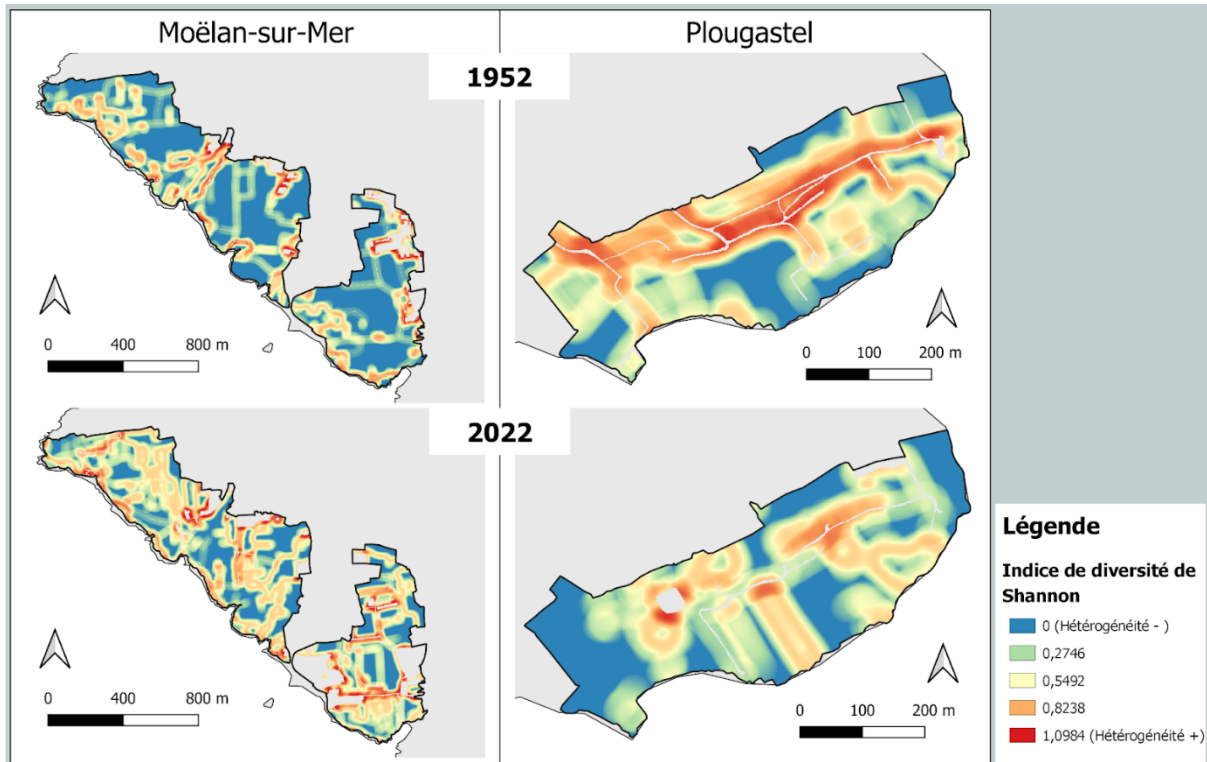 Moëlan-sur-Mer
Plougastel
1952
0 400 800 m
0 100 200 m
2022
0 400 800 m
0 100 200 m
Légende
Indice de diversité de
Shannon
0 (Hétérogénéité - )
0,2746
0,5492
0,8238
1,0984 (Hétérogénéité +)